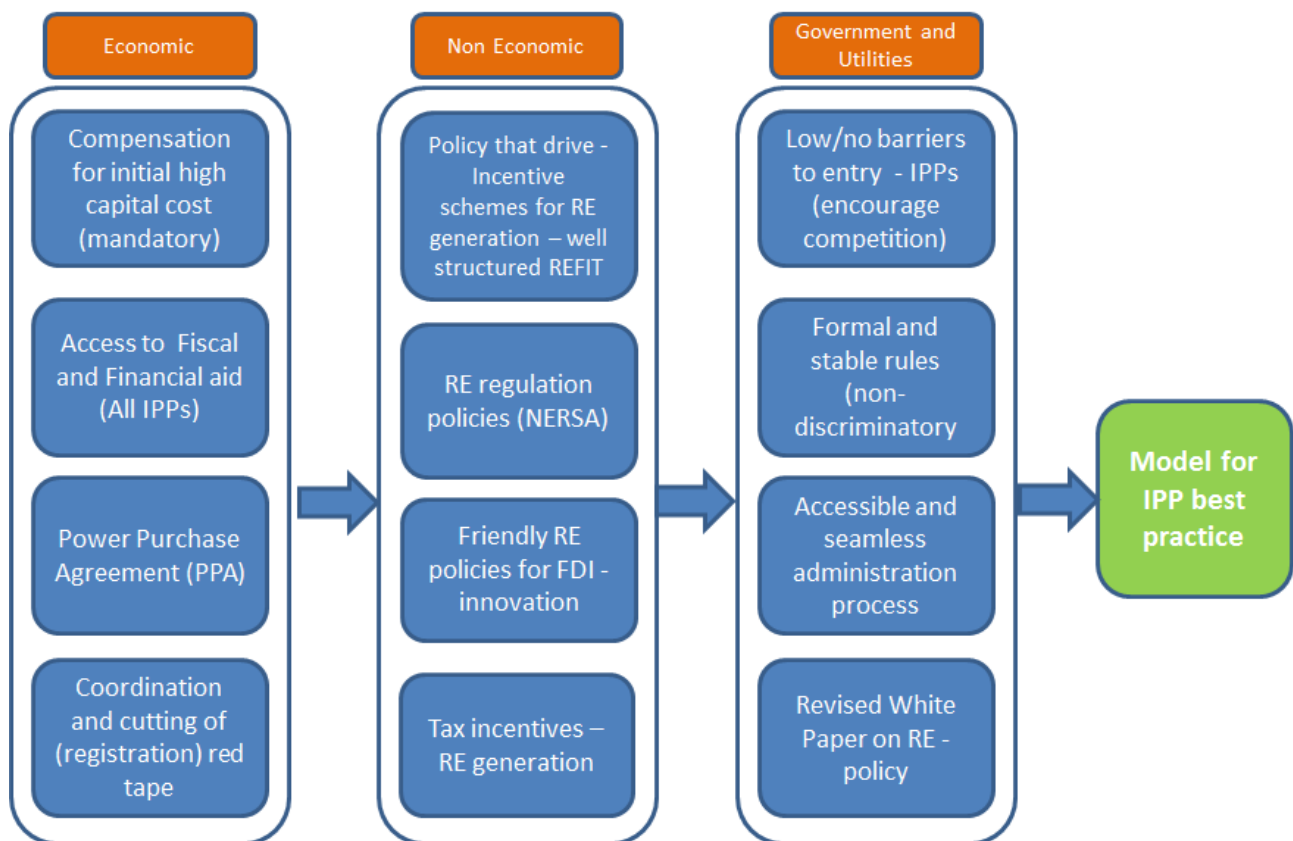 Economic
Compensation
for initial high
capital cost
(mandatory)
Access to Fiscal
and Financial aid
(All IPPs)
Power Purchase
Agreement (PPA)
Coordination
and cutting of
(registration) red
tape
Non Economic
Policy that drive -
Incentive
schemes for RE
generation – well
structured REFIT
RE regulation
policies (NERSA)
Friendly RE
policies for FDI -
innovation
Tax incentives –
RE generation
Government and
Utilities
Low/no barriers
to entry - IPPs
(encourage
competition)
Formal and
stable rules
(non-
discriminatory
Accessible and
seamless
administration
process
Revised White
Paper on RE -
policy
Model for
IPP best
practice